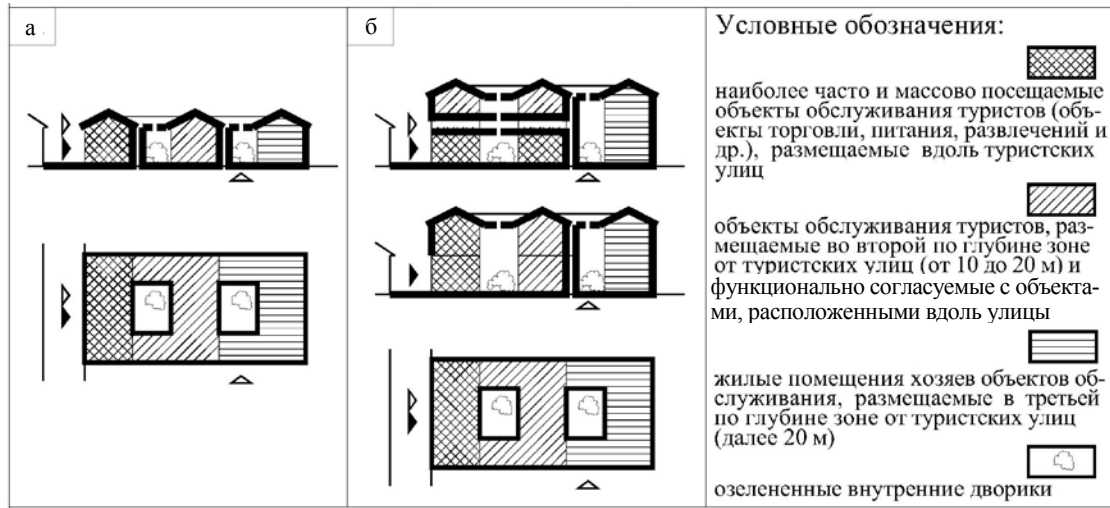 а
б
Условные обозначения:
наиболее часто и массово посещаемые
объекты обслуживания туристов (объ-
екты торговли, питания, развлечений и
др.), размещаемые вдоль туристских
улиц
объекты обслуживания туристов, раз-
мещаемые во второй по глубине зоне
от туристских улиц (от 10 до 20 м) и
функционально согласуемые с объекта-
ми, расположенными вдоль улицы
жилые помещения хозяев объектов об-
служивания, размещаемые в третьей
по глубине зоне от туристских улиц
(далее 20 м)
озелененные внутренние дворики